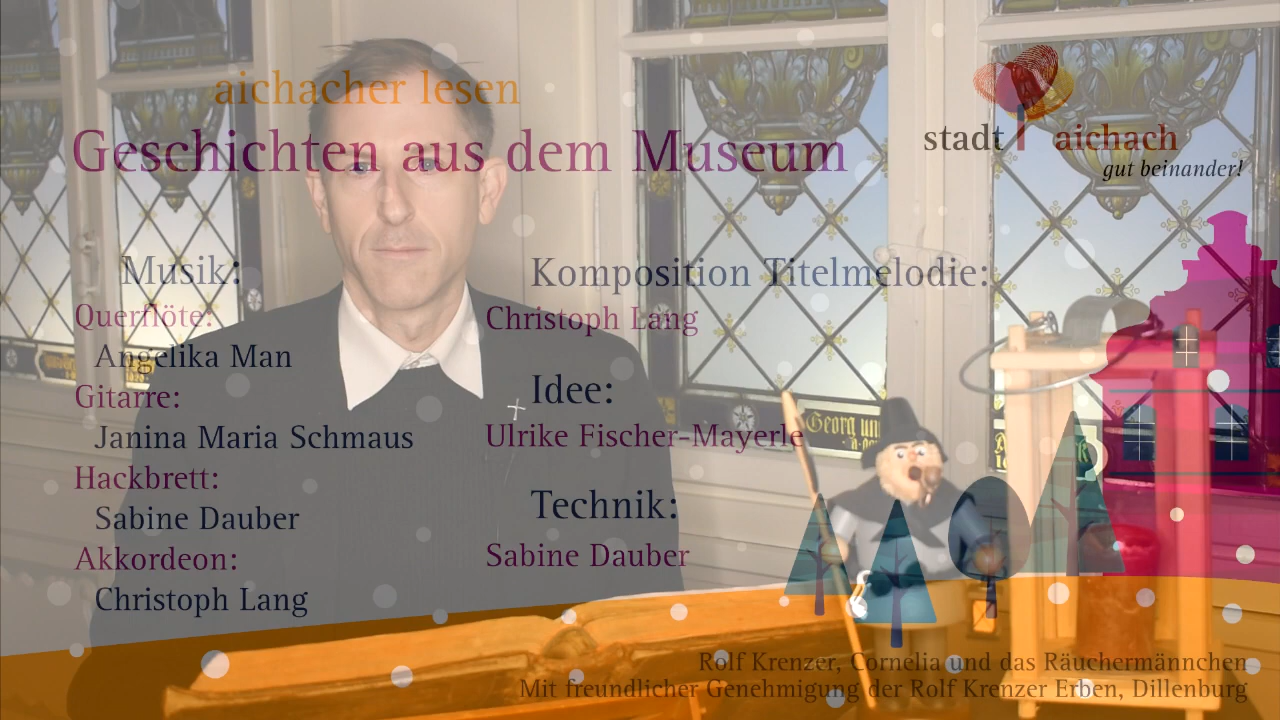 aichacher lesen
Geschichten aus dem Museum
stadt aichach
gut beinander!
Musik:
Querflöte:
Angelika Man
Gitarre:
Janina Maria Schmaus
Hackbrett:
Sabine Dauber
Akkordeon:
Christoph Lang
Komposition Titelmelodie:
Christoph Lang
Idee:
Ulrike Fischer-Mayerle
Technik:
Sabine Dauber
Georg un
Rolf Krenzer, Cornelia und das Räuchermännchen
Mit freundlicher Genehmigung der Rolf Krenzer Erben, Dillenburg